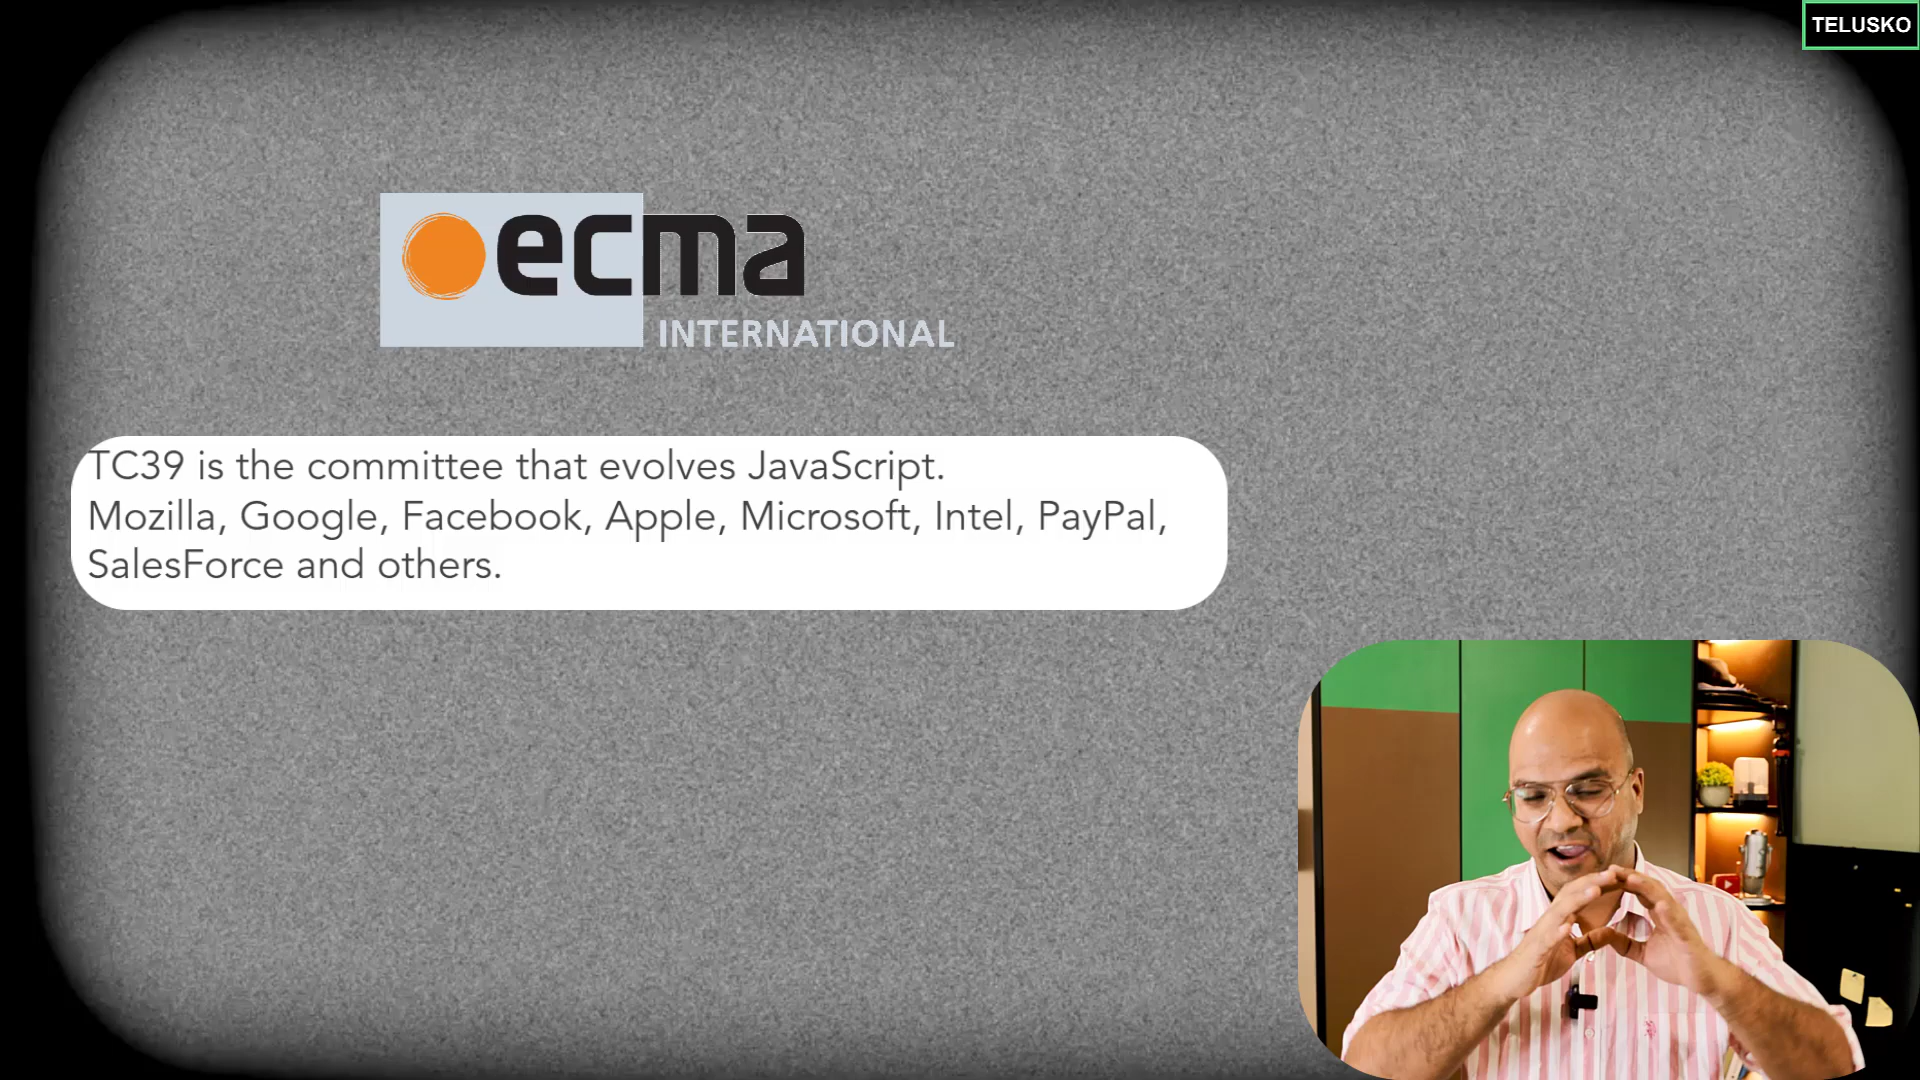 TELUSKO
ecma
INTERNATIONAL
TC39 is the committee that evolves JavaScript.
Mozilla, Google, Facebook, Apple, Microsoft, Intel, PayPal,
SalesForce and others.